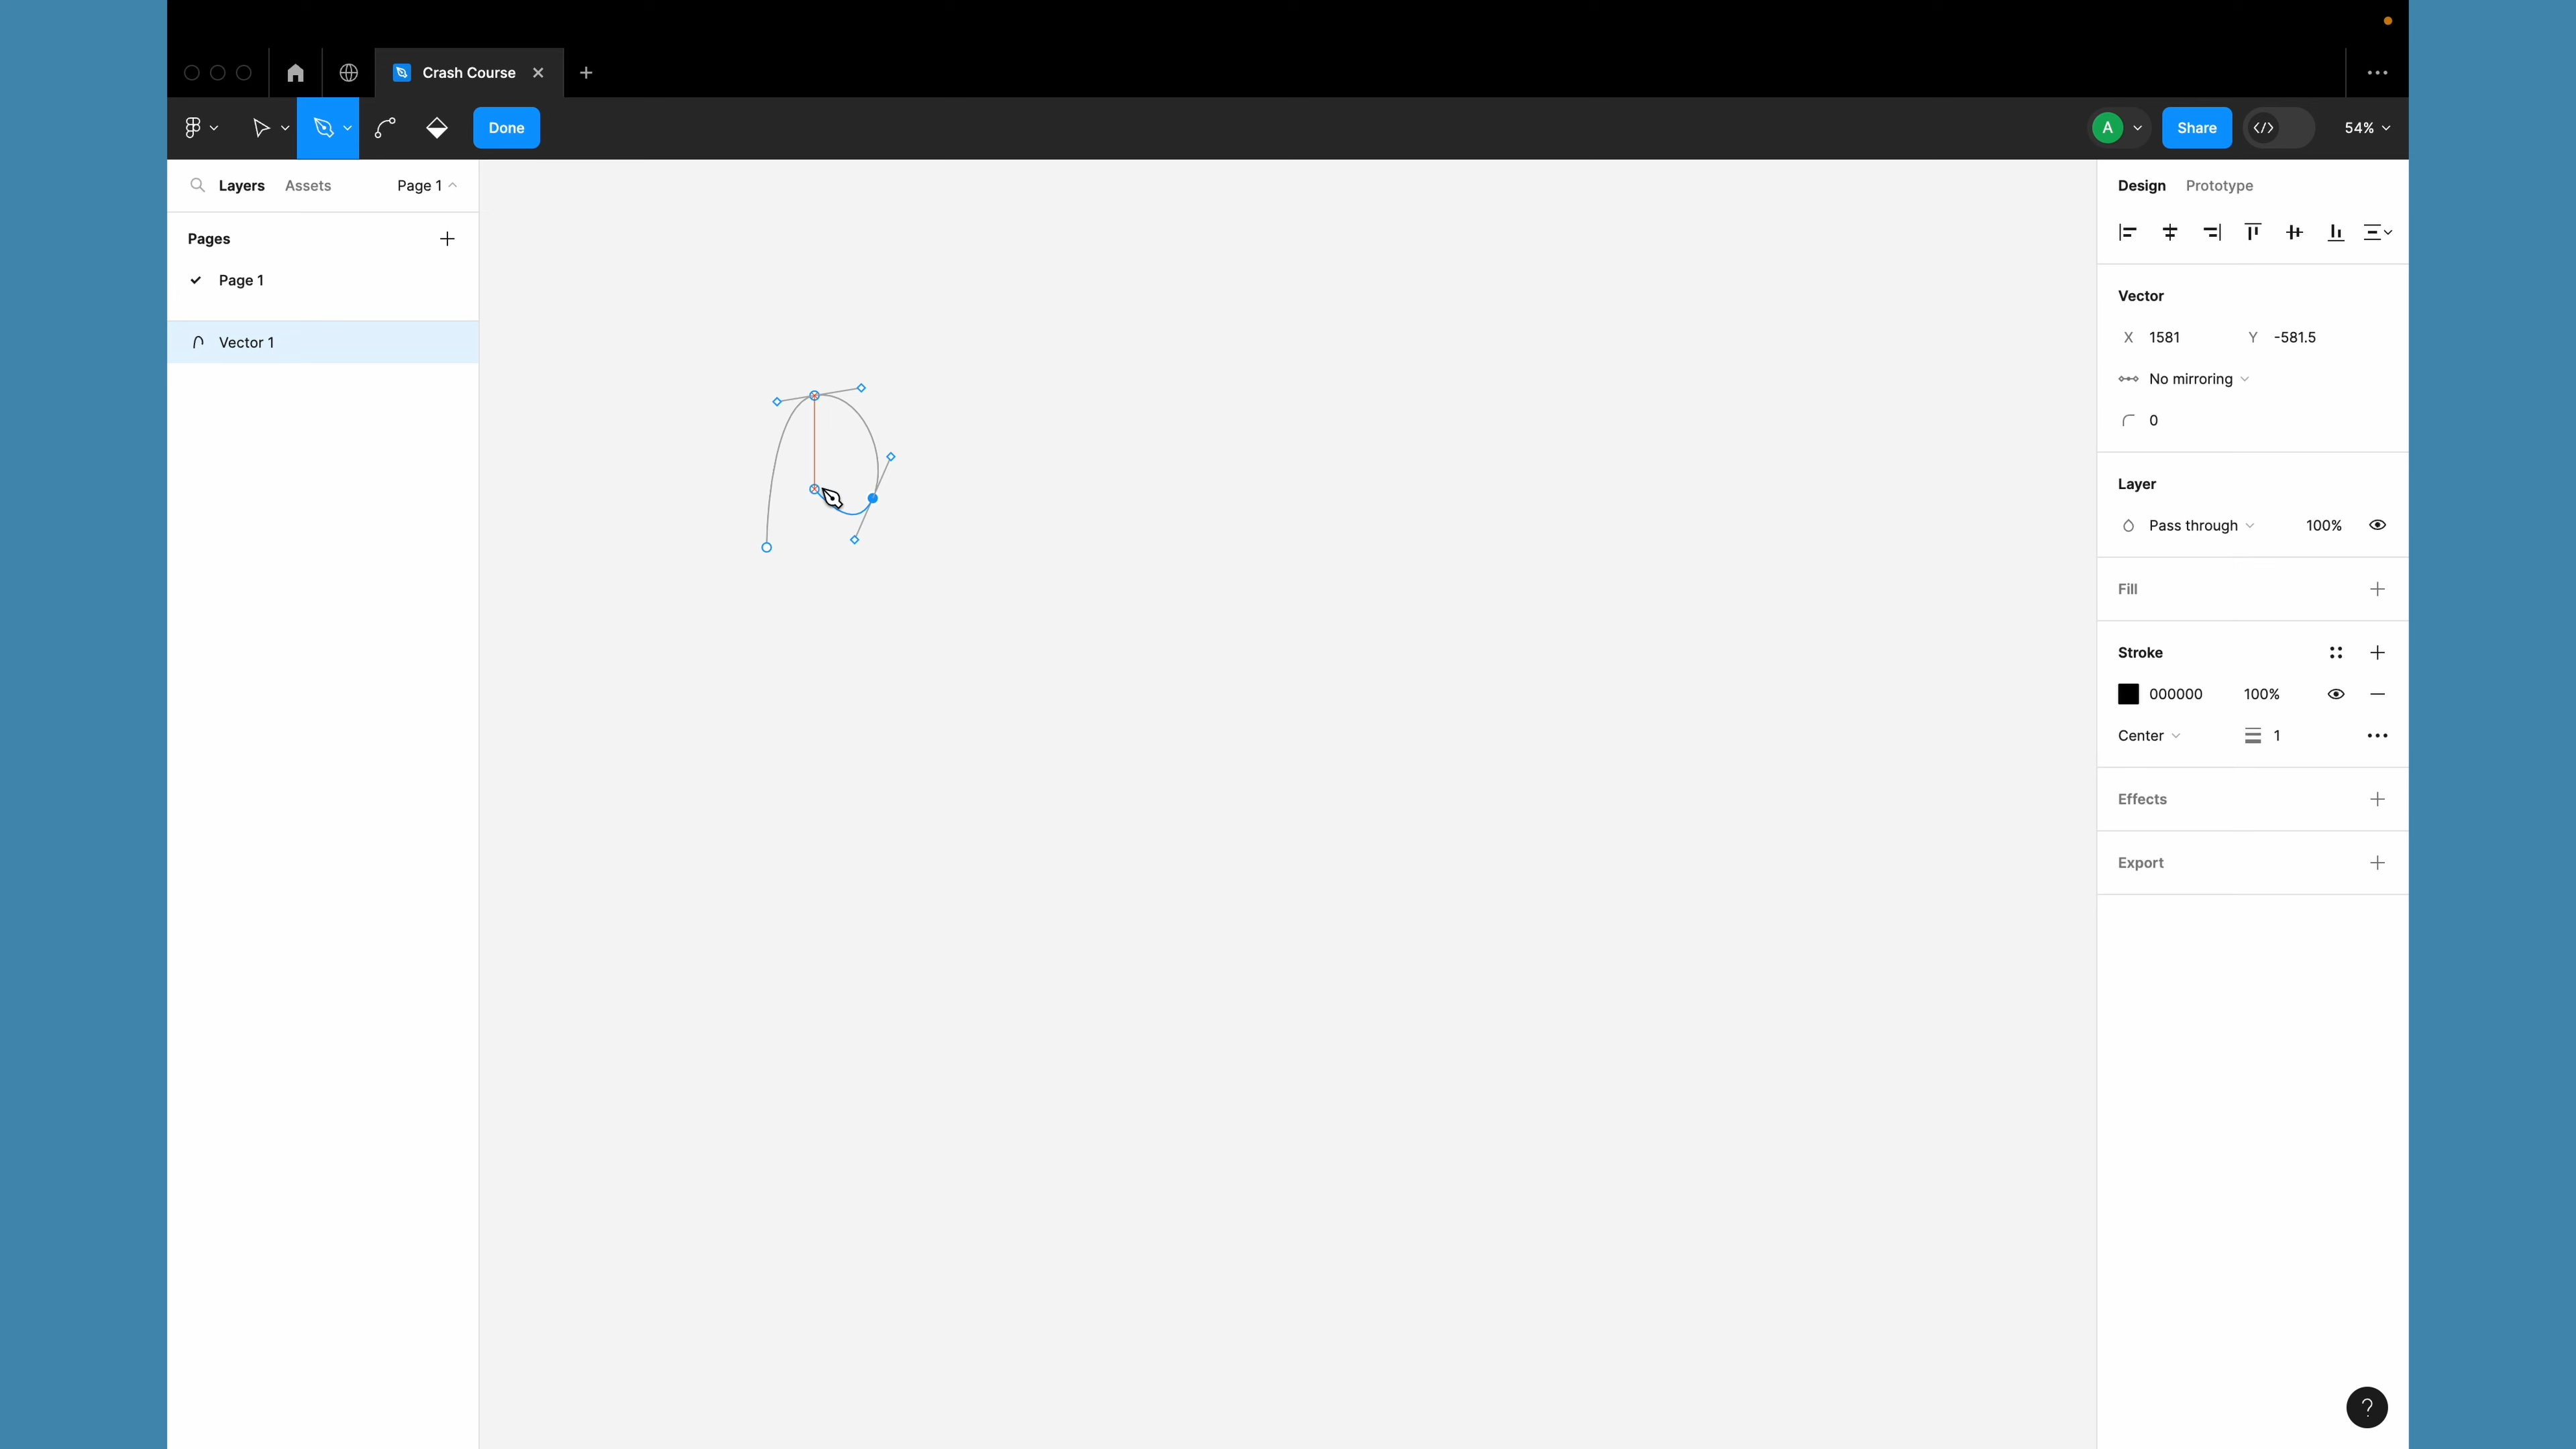 Crash Course
Done
A
Share
54%
Layers Assets Page 1
Design Prototype
Pages
Page 1
Vector 1
Vector
X 1581 Y -581.5
No mirroring
0
Layer
Pass through 100%
Fill
Stroke
000000 100%
Center 1
Effects
Export
?